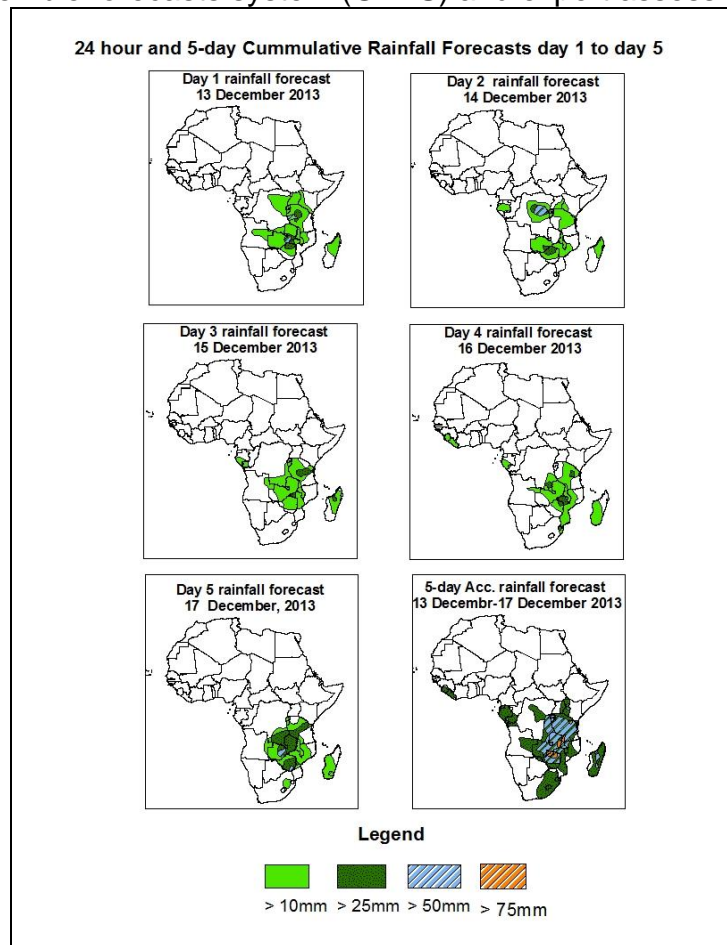 24 hour and 5-day Cummulative Rainfall Forecasts day 1 to day 5
Day 1 rainfall forecast
13 December 2013
Day 2 rainfall forecast
14 December 2013
Day 3 rainfall forecast
15 December 2013
Day 4 rainfall forecast
16 December 2013
Day 5 rainfall forecast
17 December, 2013
5-day Acc. rainfall forecast
13 Decembr-17 December 2013
Legend
> 10mm > 25mm > 50mm > 75mm